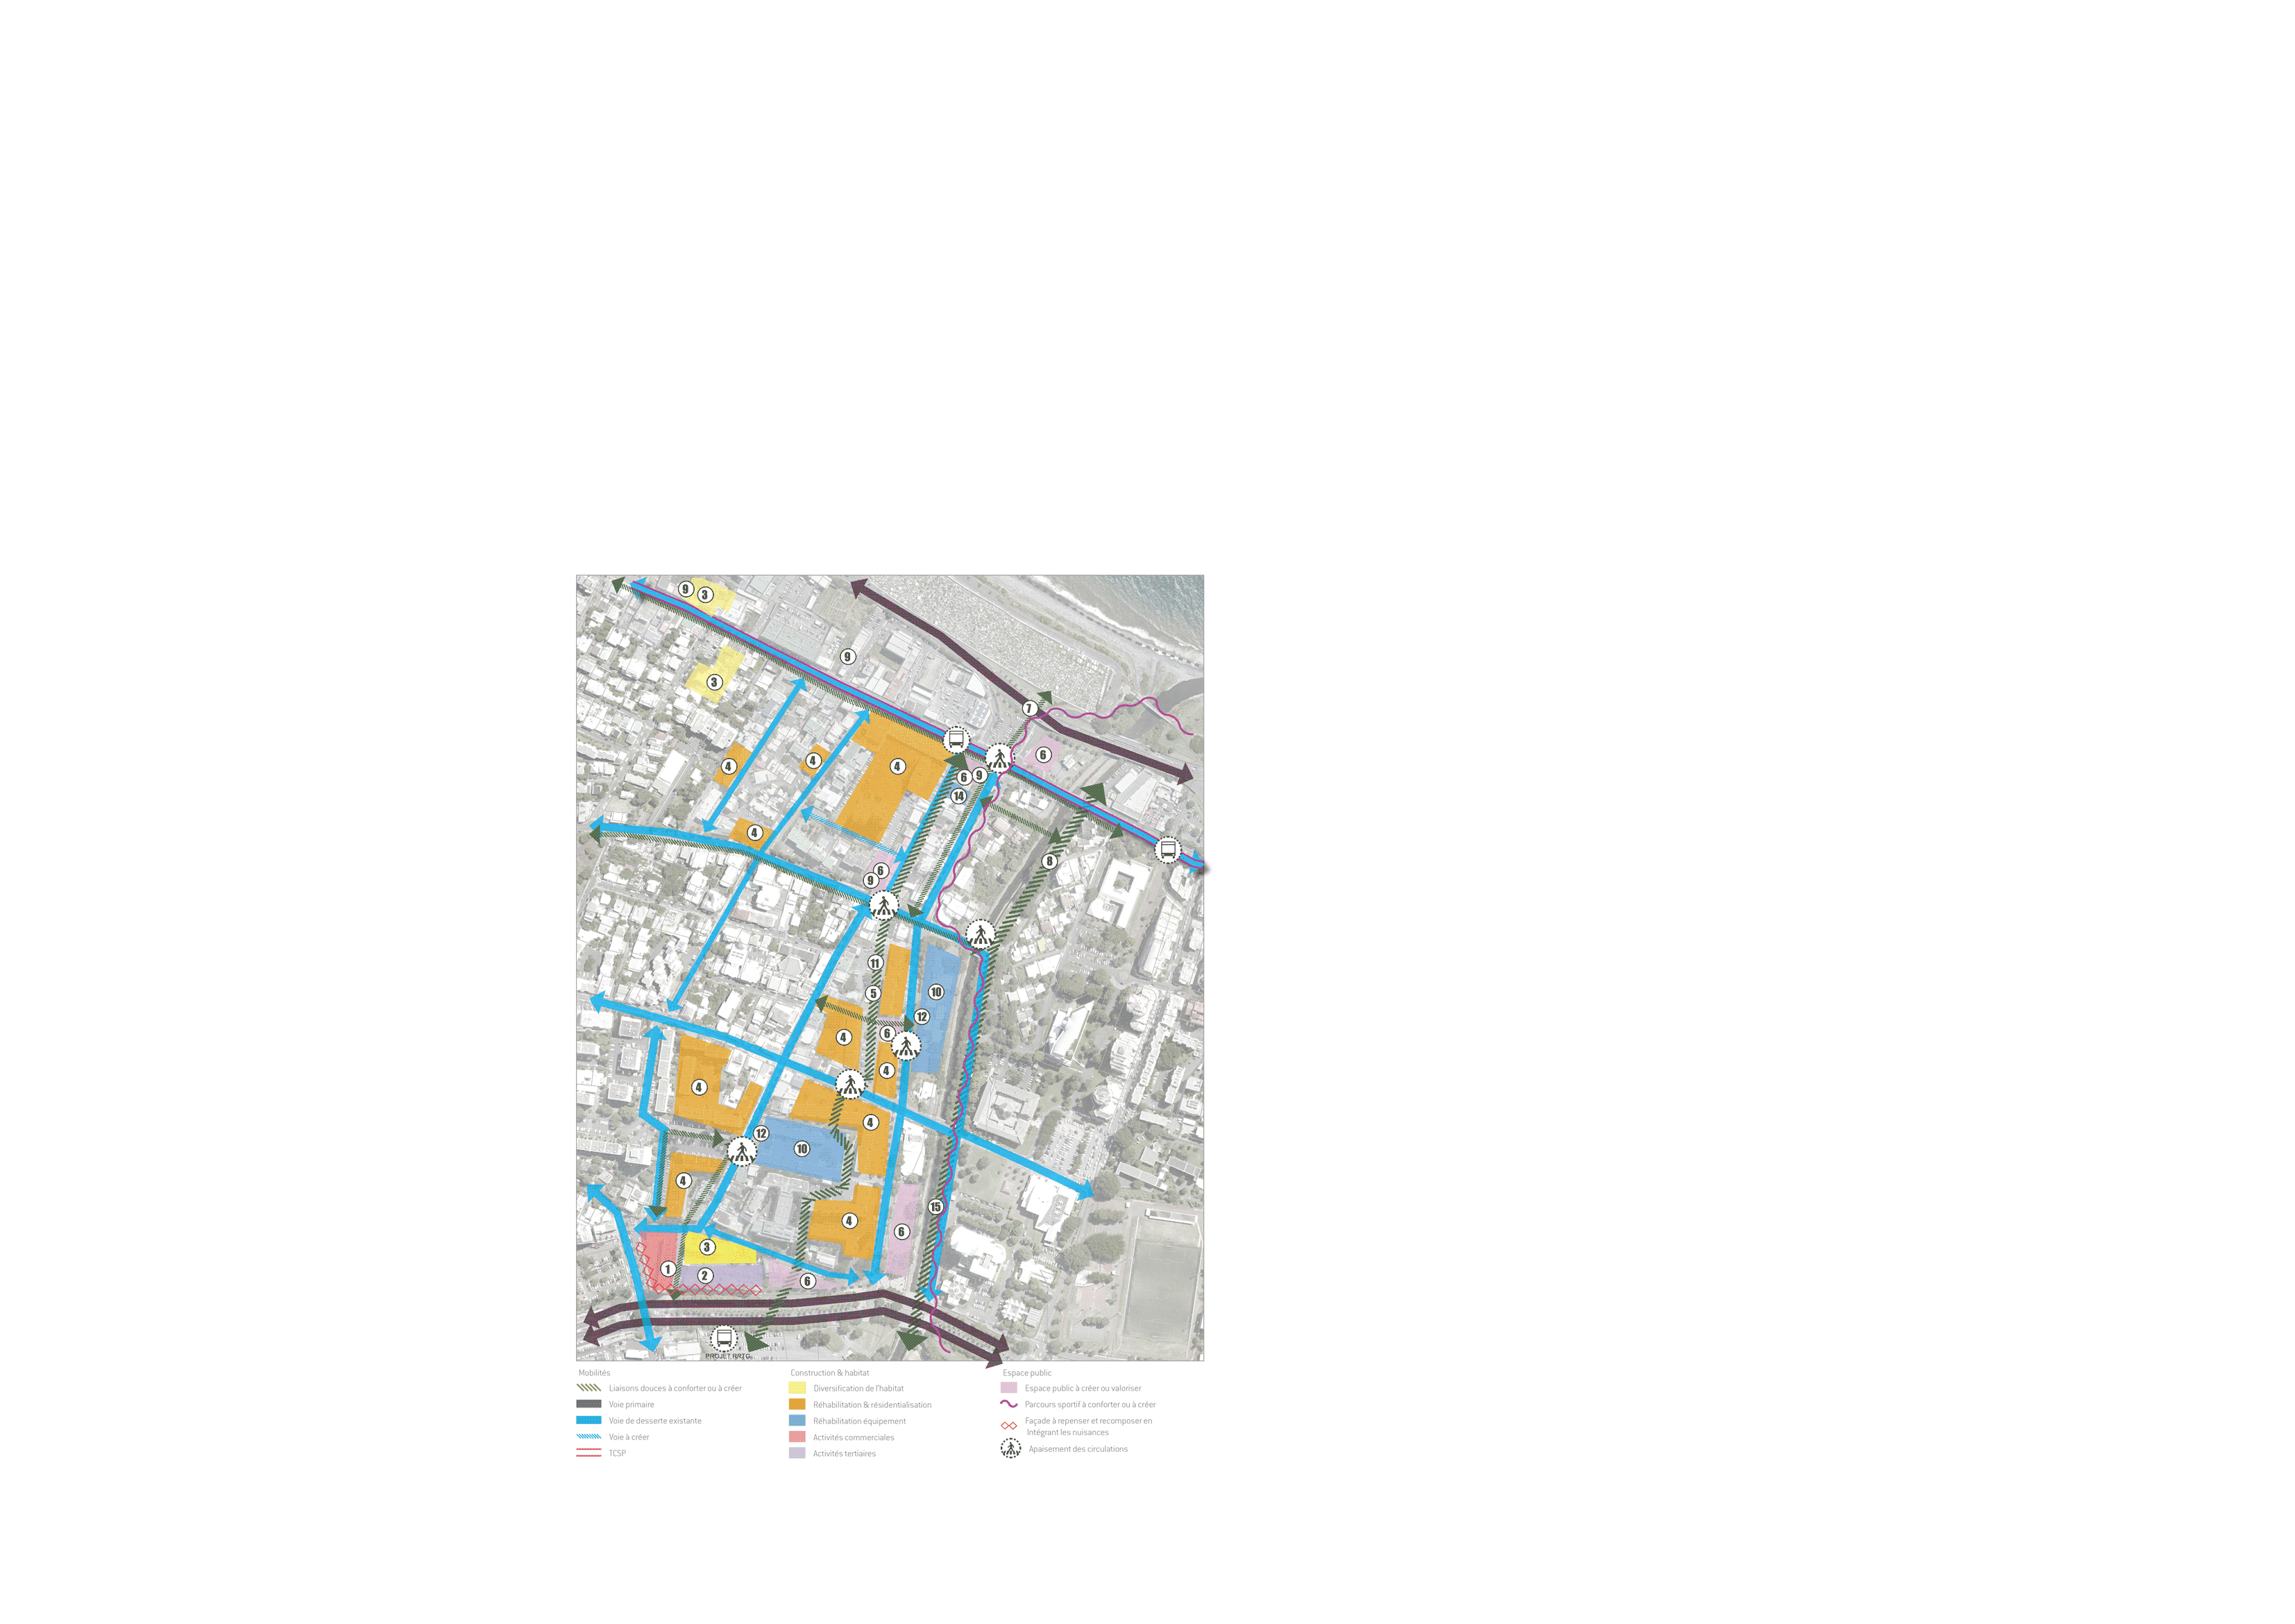 9
3
9
3
7
4
4
4
6
6
9
14
4
8
6
9
11
5
10
12
4
6
4
4
4
12
10
4
15
4
6
3
1
2
6
PROJET RRTG
Mobilités
Liaisons douces à conforter ou à créer
Voie primaire
Voie de desserte existante
Voie à créer
TCSP
Construction & habitat
Diversification de l'habitat
Réhabilitation & résidentialisation
Réhabilitation équipement
Activités commerciales
Activités tertiaires
Espace public
Espace public à créer ou valoriser
Parcours sportif à conforter ou à créer
Façade à repenser et recomposer en
Intégrant les nuisances
Apaisement des circulations